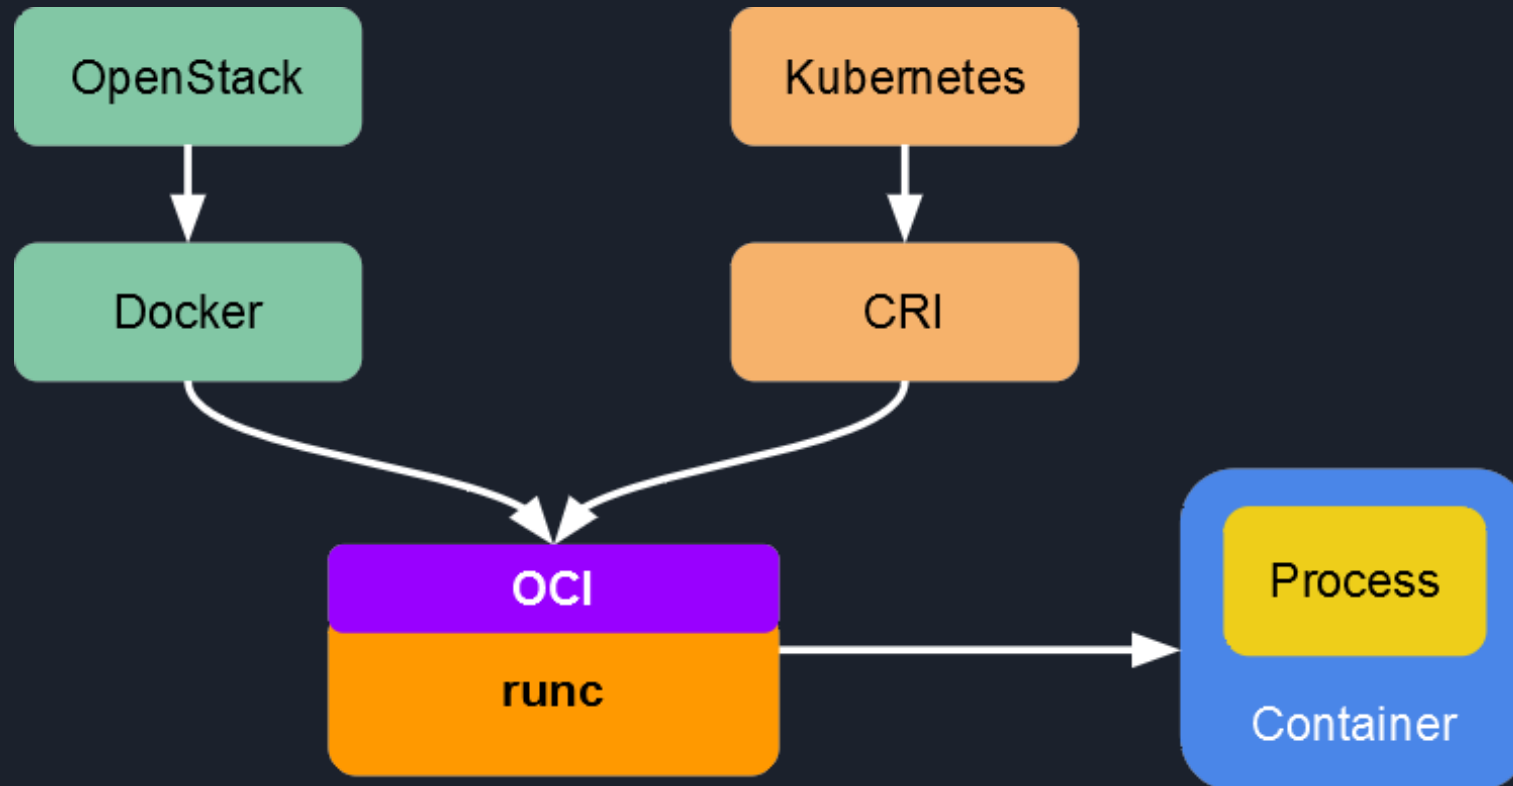 OpenStack
Kubernetes
Docker
CRI
OCI
runc
Process
Container